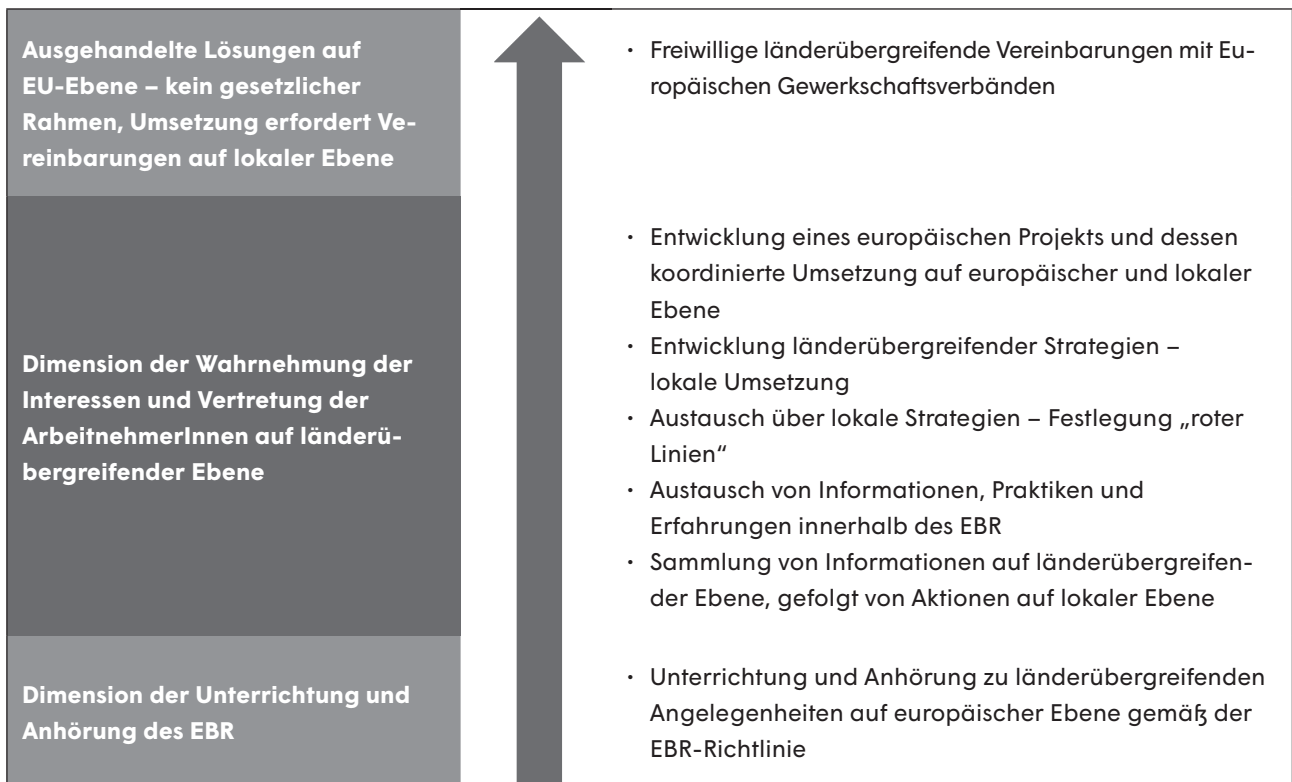 Ausgehandelte Lösungen auf
EU-Ebene – kein gesetzlicher
Rahmen, Umsetzung erfordert Ve-
reinbarungen auf lokaler Ebene
• Freiwillige länderübergreifende Vereinbarungen mit Eu-
ropäischen Gewerkschaftsverbänden
Dimension der Wahrnehmung der
Interessen und Vertretung der
ArbeitnehmerInnen auf länderü-
bergreifender Ebene
• Entwicklung eines europäischen Projekts und dessen
koordinierte Umsetzung auf europäischer und lokaler
Ebene
• Entwicklung länderübergreifender Strategien –
lokale Umsetzung
• Austausch über lokale Strategien – Festlegung „roter
Linien“
• Austausch von Informationen, Praktiken und
Erfahrungen innerhalb des EBR
• Sammlung von Informationen auf länderübergreifen-
der Ebene, gefolgt von Aktionen auf lokaler Ebene
Dimension der Unterrichtung und
Anhörung des EBR
• Unterrichtung und Anhörung zu länderübergreifenden
Angelegenheiten auf europäischer Ebene gemäß der
EBR-Richtlinie